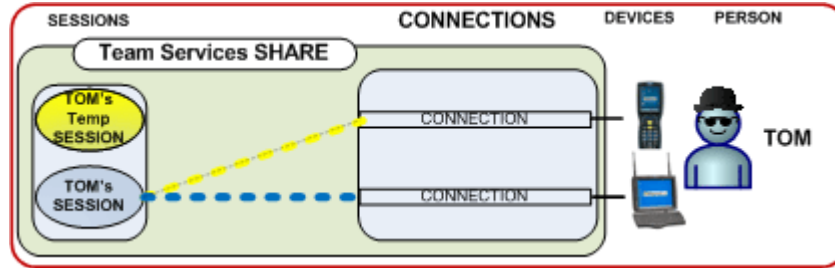 SESSIONS
CONNECTIONS
DEVICES
PERSON
Team Services SHARE
TOM's
Temp
SESSION
CONNECTION
TOM
TOM's
SESSION
CONNECTION